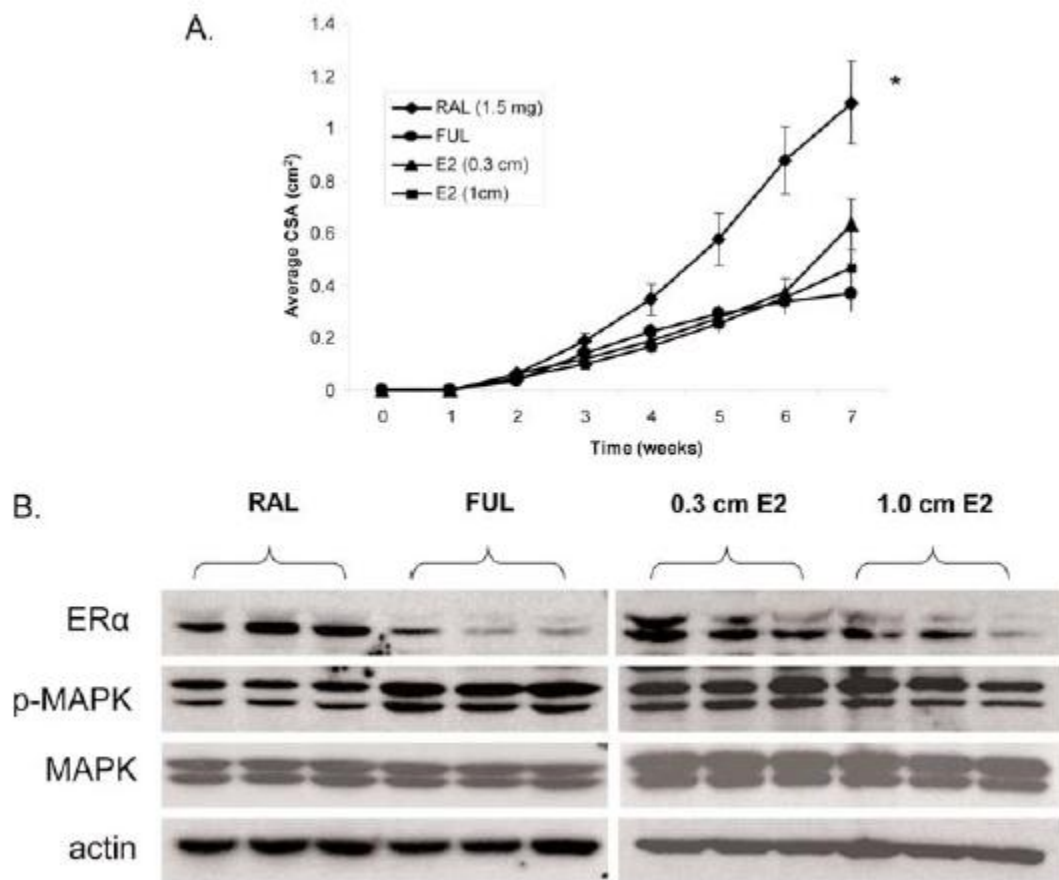 A.
1.4
1.2
1
0.8
0.6
0.4
0.2
0
Average CSA (cm²)
RAL (1.5 mg)
FUL
E2 (0.3 cm)
E2 (1cm)
*
0 1 2 3 4 5 6 7
Time (weeks)
B.
RAL FUL 0.3 cm E2 1.0 cm E2
ERα
p-MAPK
MAPK
actin